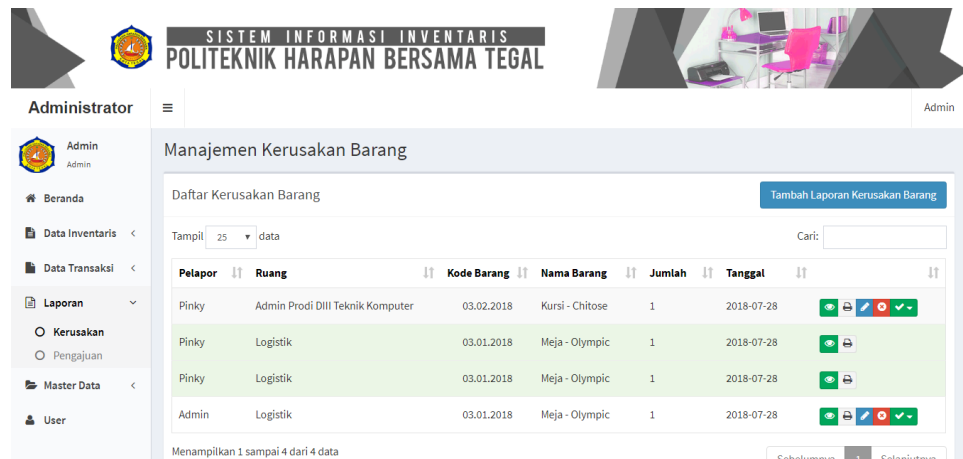 SISTEM INFORMASI INVENTARIS
POLITEKNIK HARAPAN BERSAMA TEGAL
Administrator
Admin
Admin
Admin
Beranda
Data Inventaris
Data Transaksi
Laporan
Kerusakan
Pengajuan
Master Data
User
Manajemen Kerusakan Barang
Daftar Kerusakan Barang
Tambah Laporan Kerusakan Barang
Tampil 25 data
Cari:
Pelapor Ruang Kode Barang Nama Barang Jumlah Tanggal
Pinky Admin Prodi DIII Teknik Komputer 03.02.2018 Kursi - Chitose 1 2018-07-28
Pinky Logistik 03.01.2018 Meja - Olympic 1 2018-07-28
Pinky Logistik 03.01.2018 Meja - Olympic 1 2018-07-28
Admin Logistik 03.01.2018 Meja - Olympic 1 2018-07-28
Menampilkan 1 sampai 4 dari 4 data
Sebelumnya 1 Selanjutnya